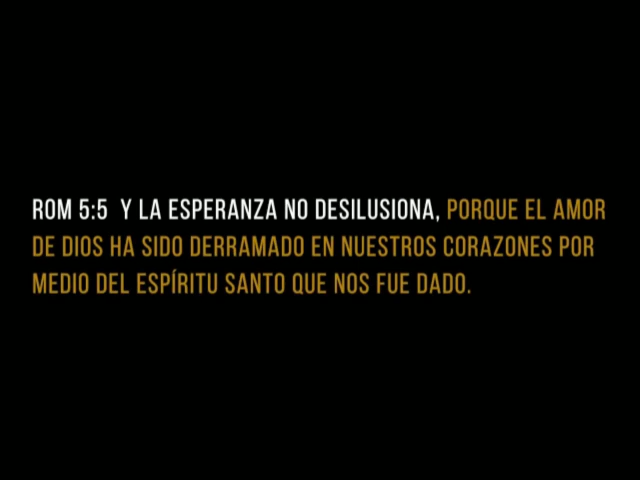 ROM 5:5  Y LA ESPERANZA NO DESILUSIONA, PORQUE EL AMOR
DE DIOS HA SIDO DERRAMADO EN NUESTROS CORAZONES POR
MEDIO DEL ESPÍRITU SANTO QUE NOS FUE DADO.